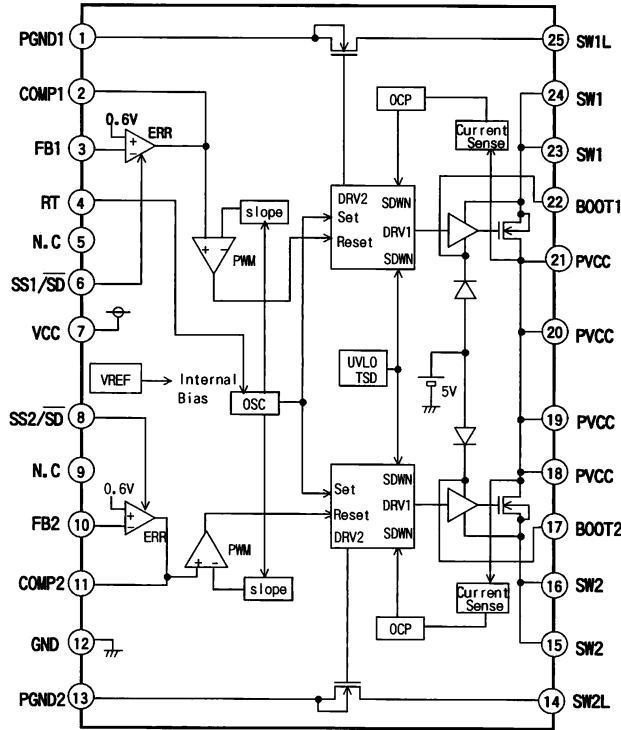 PGND1 1
COMP1 2
FB1 3
RT 4
N.C 5
SS1/SD 6
VCC 7
SS2/SD 8
N.C 9
FB2 10
COMP2 11
GND 12
PGND2 13
25 SW1L
24 SW1
23 SW1
22 BOOT1
21 PVCC
20 PVCC
19 PVCC
18 PVCC
17 BOOT2
16 SW2
15 SW2
14 SW2L
0.6V
ERR
+
−
slope
+ −
PWM
OCP
Current
Sense
DRV2 SDWN
Set
DRV1
Reset
SDWN
VREF
Internal
Bias
OSC
UVLO
TSD
5V
SDWN
Set
DRV1
Reset
SDWN
DRV2
0.6V
+
−
ERR
PWM
+ −
slope
OCP
Current
Sense